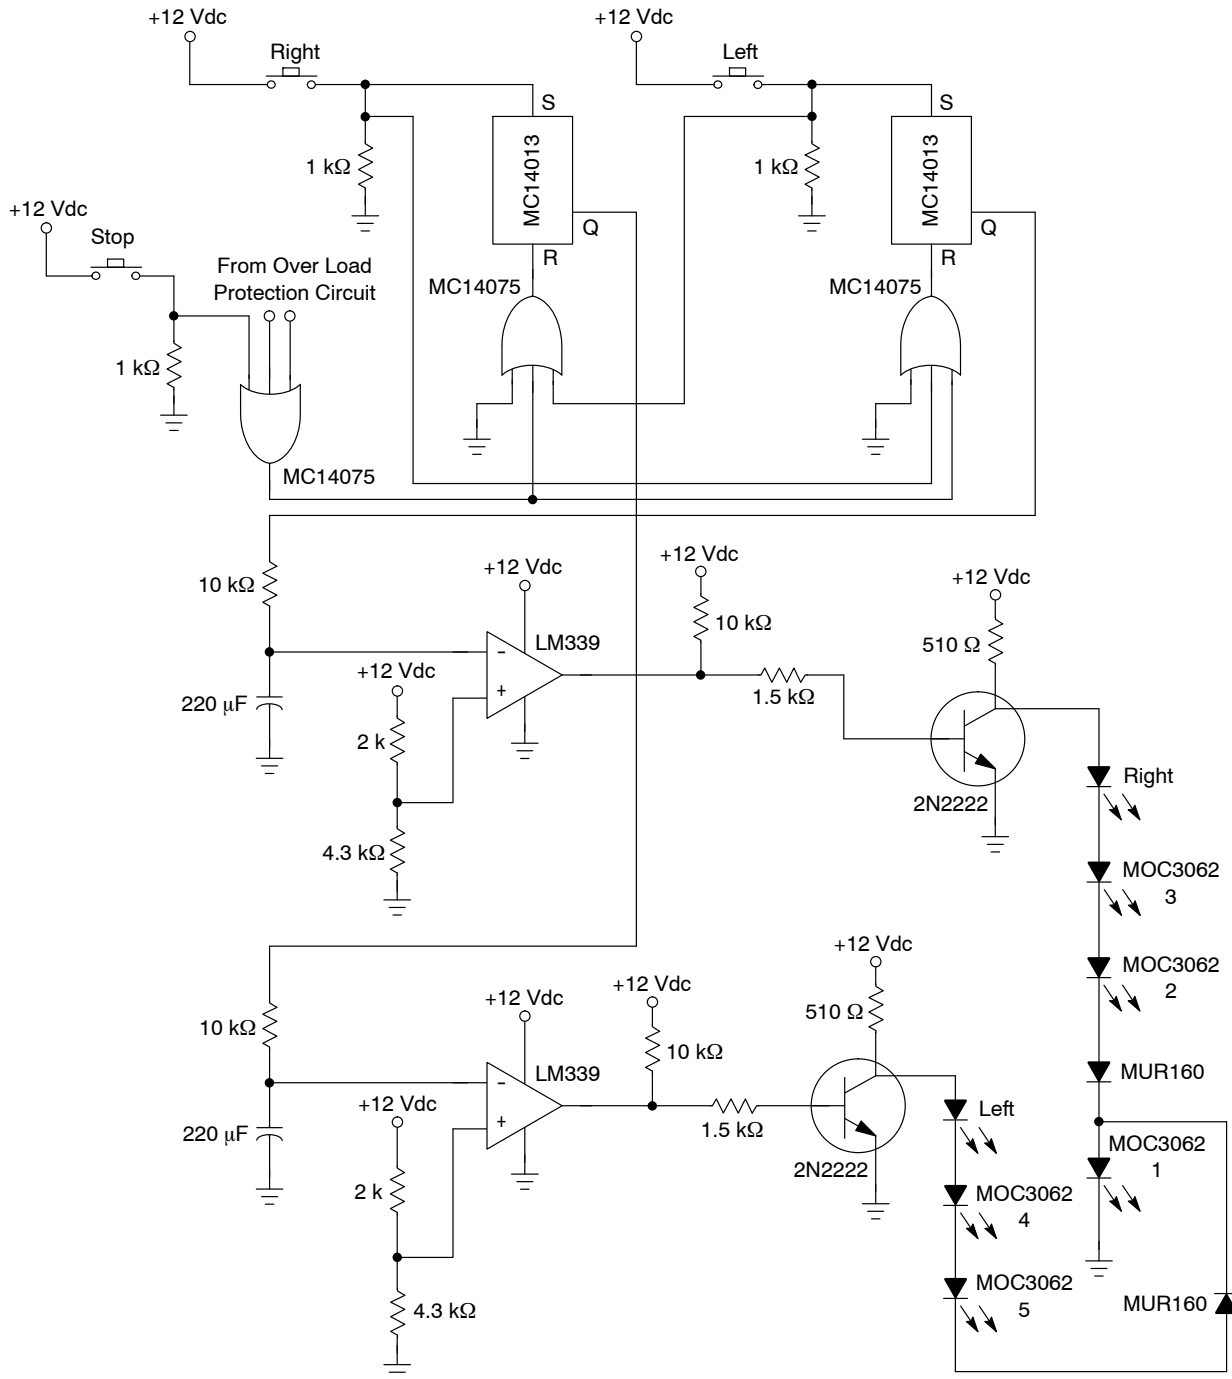 +12 Vdc
+12 Vdc
Right
Left
S
S
MC14013
MC14013
1 kΩ
1 kΩ
+12 Vdc
Q
Q
Stop
R
R
From Over Load
Protection Circuit
MC14075
MC14075
1 kΩ
MC14075
+12 Vdc
+12 Vdc
+12 Vdc
10 kΩ
10 kΩ
LM339
510 Ω
-
+12 Vdc
+
1.5 kΩ
220 μF
2 k
Right
2N2222
4.3 kΩ
MOC3062
3
+12 Vdc
MOC3062
2
+12 Vdc
+12 Vdc
510 Ω
10 kΩ
10 kΩ
LM339
MUR160
-
+12 Vdc
Left
+
1.5 kΩ
220 μF
MOC3062
1
2N2222
2 k
MOC3062
4
MOC3062
5
4.3 kΩ
MUR160